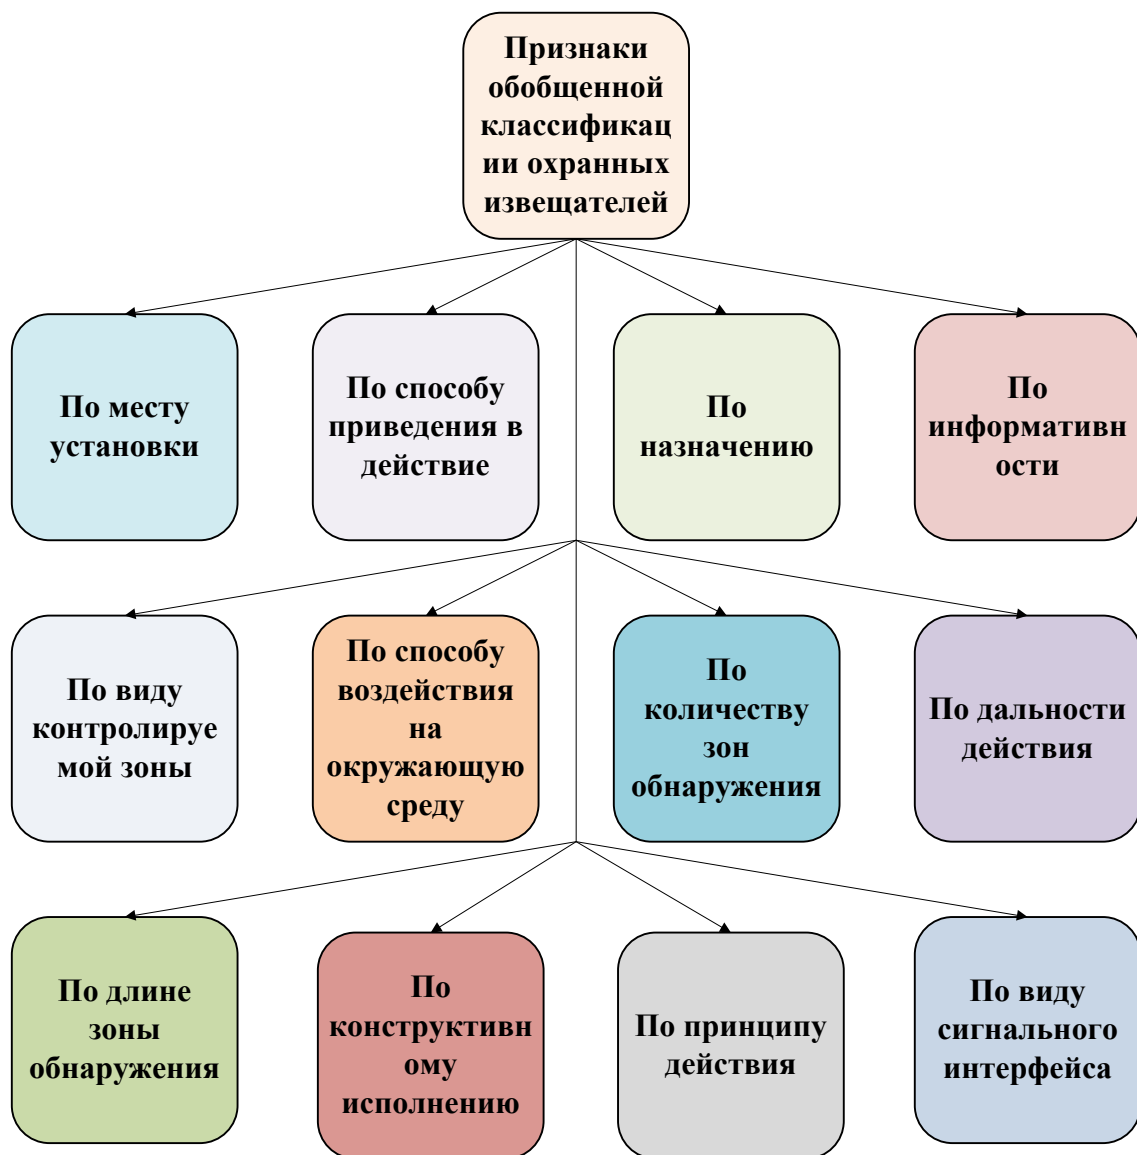 Признаки
обобщенной
классификац
ии охранных
извещателей
По месту
установки
По способу
приведения в
действие
По
назначению
По
информативн
ости
По виду
контролируе
мой зоны
По способу
воздействия
на
окружающую
среду
По
количеству
зон
обнаружения
По дальности
действия
По длине
зоны
обнаружения
По
конструктивн
ому
исполнению
По принципу
действия
По виду
сигнального
интерфейса